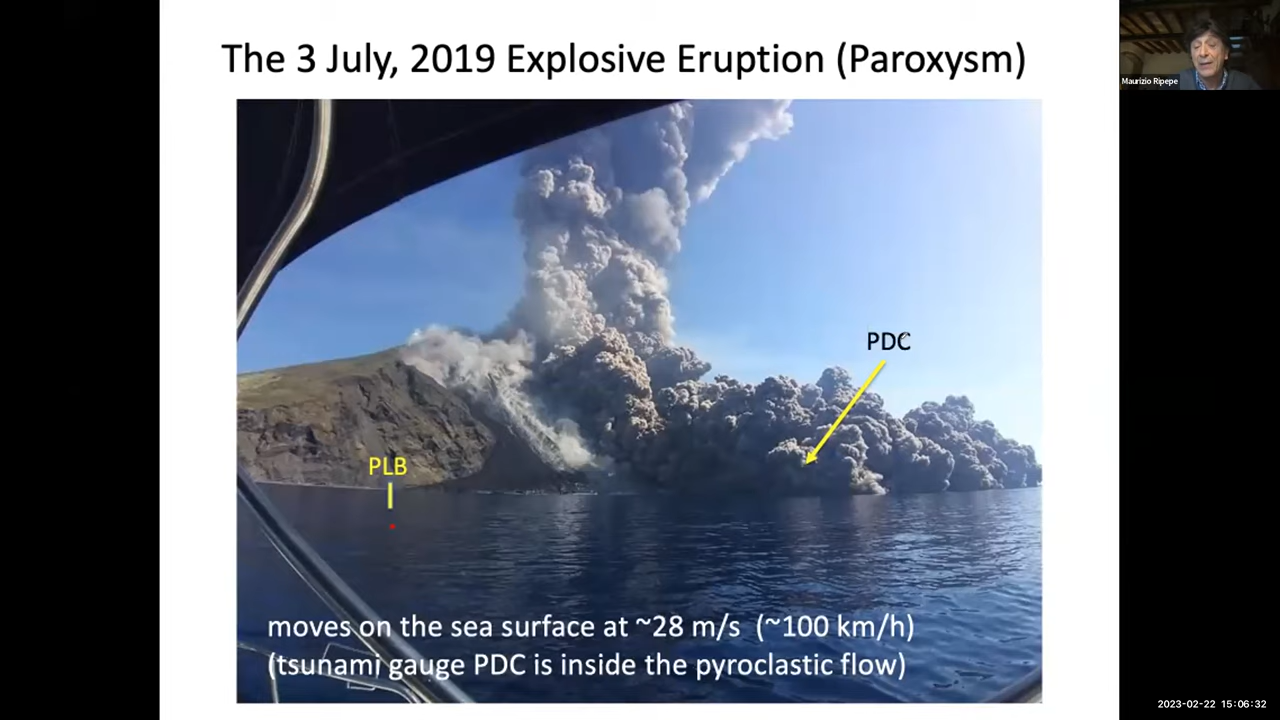 The 3 July, 2019 Explosive Eruption (Paroxysm)
Maurizio Ripepe
PDC
PLB
moves on the sea surface at ~28 m/s (~100 km/h)
(tsunami gauge PDC is inside the pyroclastic flow)
2023-02-22 15:06:32